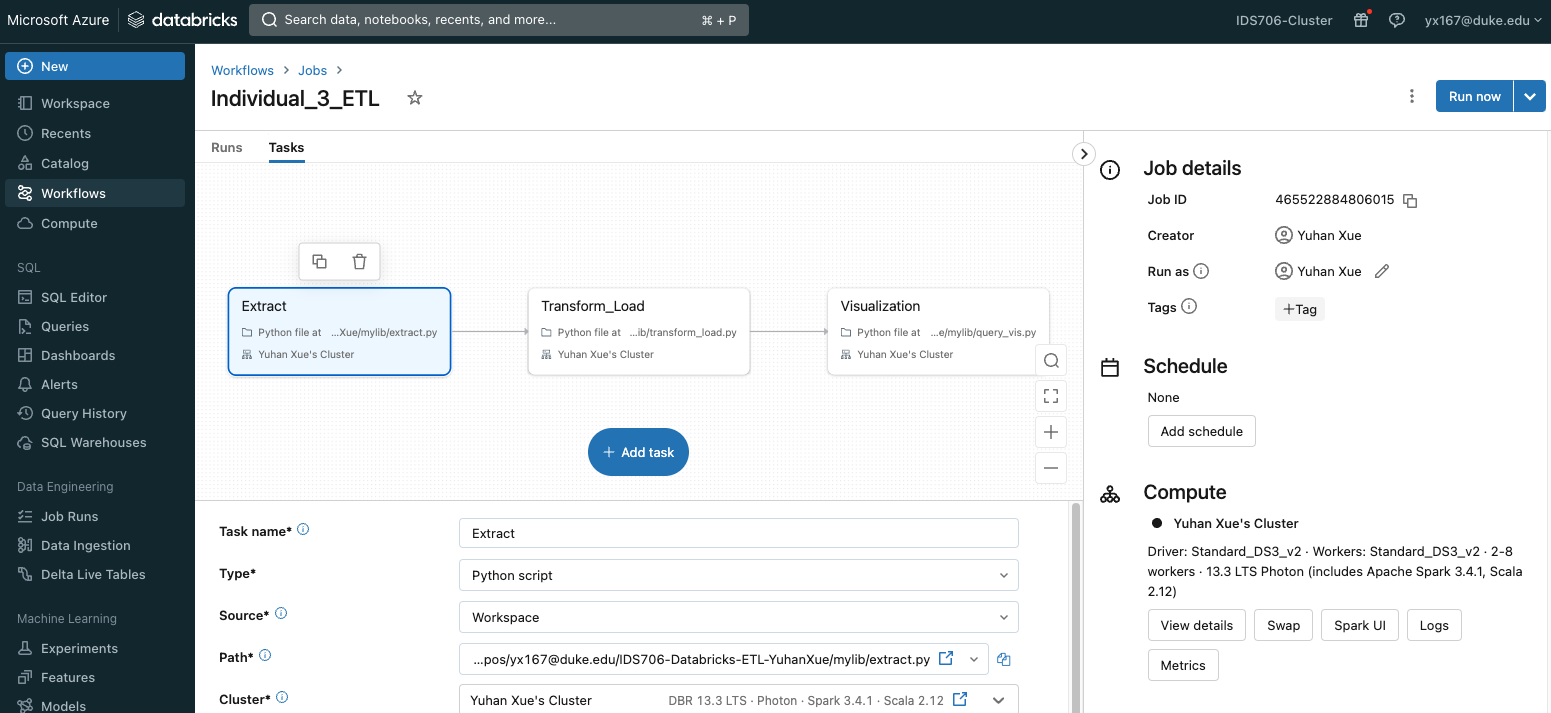 Microsoft Azure databricks Search data, notebooks, recents, and more... ⌘ + P IDS706-Cluster yx167@duke.edu
New
Workspace
Recents
Catalog
Workflows
Compute
SQL
SQL Editor
Queries
Dashboards
Alerts
Query History
SQL Warehouses
Data Engineering
Job Runs
Data Ingestion
Delta Live Tables
Machine Learning
Experiments
Features
Models
Workflows > Jobs >
Individual_3_ETL
Run now
Runs Tasks
Extract
Python file at ...Xue/mylib/extract.py
Yuhan Xue's Cluster
Transform_Load
Python file at ...ib/transform_load.py
Yuhan Xue's Cluster
Visualization
Python file at ...e/mylib/query_vis.py
Yuhan Xue's Cluster
+ Add task
Task name* Extract
Type* Python script
Source* Workspace
Path* ...pos/yx167@duke.edu/IDS706-Databricks-ETL-YuhanXue/mylib/extract.py
Cluster* Yuhan Xue's Cluster DBR 13.3 LTS · Photon · Spark 3.4.1 · Scala 2.12
Job details
Job ID 465522884806015
Creator Yuhan Xue
Run as Yuhan Xue
Tags +Tag
Schedule
None
Add schedule
Compute
Yuhan Xue's Cluster
Driver: Standard_DS3_v2 · Workers: Standard_DS3_v2 · 2-8
workers · 13.3 LTS Photon (includes Apache Spark 3.4.1, Scala
2.12)
View details Swap Spark UI Logs
Metrics